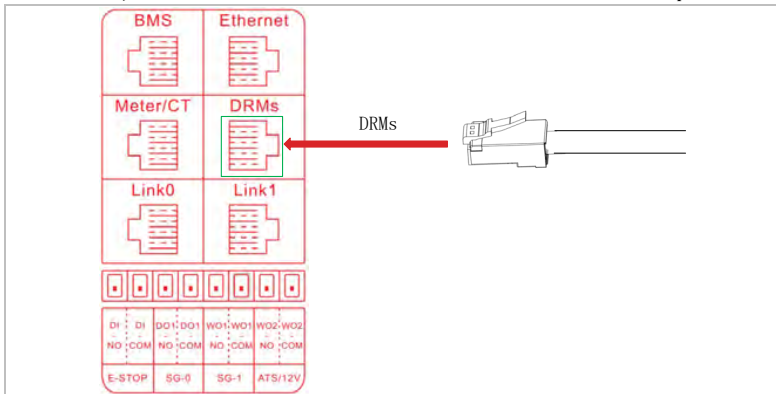 BMS Ethernet
Meter/CT DRMs
DRMs
Link0 Link1
DI DI DO1 DO1 WO1 WO1 WO2 WO2
- - - - - - - -
NO COM NO COM NO COM NO COM
E-STOP SG-0 SG-1 ATS/12V